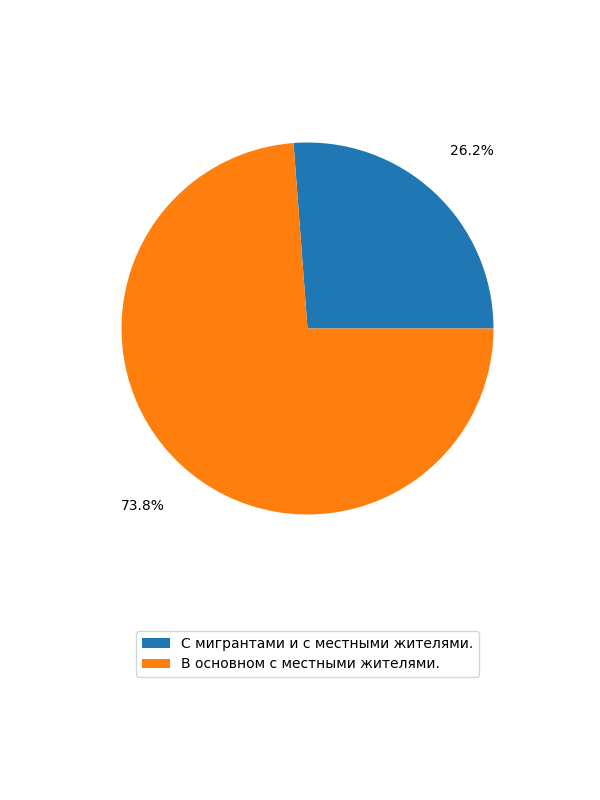 26.2%
73.8%
С мигрантами и с местными жителями.
В основном с местными жителями.